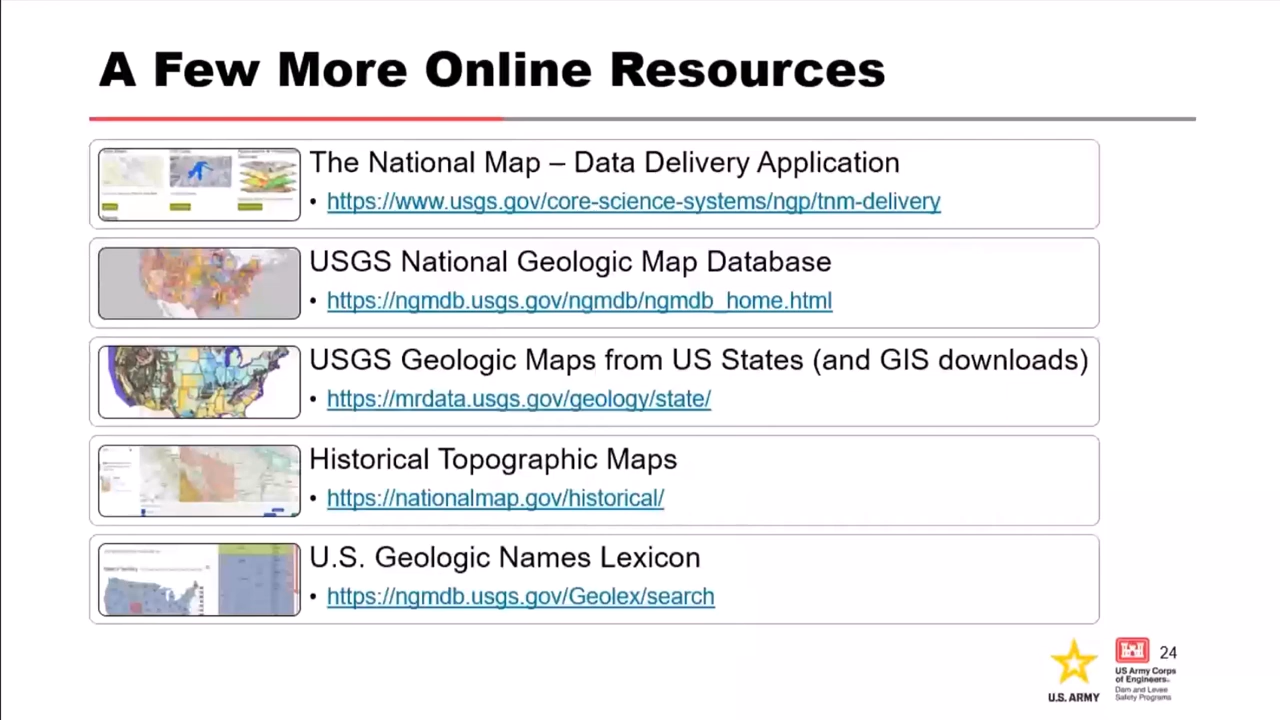 A Few More Online Resources
The National Map – Data Delivery Application
• https://www.usgs.gov/core-science-systems/ngp/tnm-delivery
USGS National Geologic Map Database
• https://ngmdb.usgs.gov/ngmdb/ngmdb_home.html
USGS Geologic Maps from US States (and GIS downloads)
• https://mrdata.usgs.gov/geology/state/
Historical Topographic Maps
• https://nationalmap.gov/historical/
U.S. Geologic Names Lexicon
• https://ngmdb.usgs.gov/Geolex/search
24
U.S. ARMY
US Army Corps
of Engineers®
Dam and Levee
Safety Programs